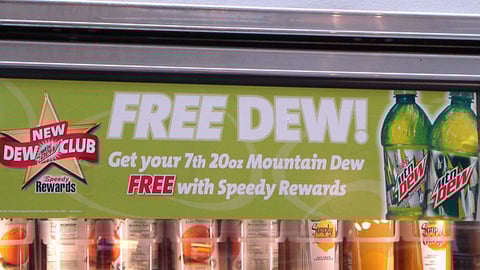 FREE DEW!
Get your 7th 20oz Mountain Dew
FREE with Speedy Rewards
NEW
DEW CLUB
Speedy
Rewards
Mtn
DEW
Mtn
DEW
Simply